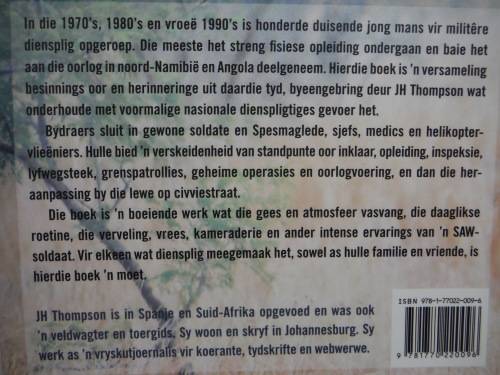 In die 1970's, 1980's en vroeë 1990's is honderde duisende jong mans vir militêre
diensplig opgeroep. Die meeste het streng fisiese opleiding ondergaan en baie het
aan die oorlog in noord-Namibië en Angola deelgeneem. Hierdie boek is 'n versameling
besinnings oor en herinneringe uit daardie tyd, byeengebring deur JH Thompson wat
onderhoude met voormalige nasionale dienspligtiges gevoer het.
Bydraers sluit in gewone soldate en Spesmaglede, sjefs, medics en helikopter-
vlieëniers. Hulle bied 'n verskeidenheid van standpunte oor inklaar, opleiding, inspeksie,
lyfwegsteek, grenspatrollies, geheime operasies en oorlogvoering, en dan die her-
aanpassing by die lewe op civviestraat.
Die boek is 'n boeiende werk wat die gees en atmosfeer vasvang, die daaglikse
roetine, die verveling, vrees, kameraderie en ander intense ervarings van 'n SAW-
soldaat. Vir elkeen wat diensplig meegemaak het, sowel as hulle familie en vriende, is
hierdie boek 'n moet.
JH Thompson is in Spanje en Suid-Afrika opgevoed en was ook
'n veldwagter en toergids. Sy woon en skryf in Johannesburg. Sy
werk as 'n vryskutjoernalis vir koerante, tydskrifte en webwerwe.
ISBN 978-1-77022-009-6
9 781770 220096